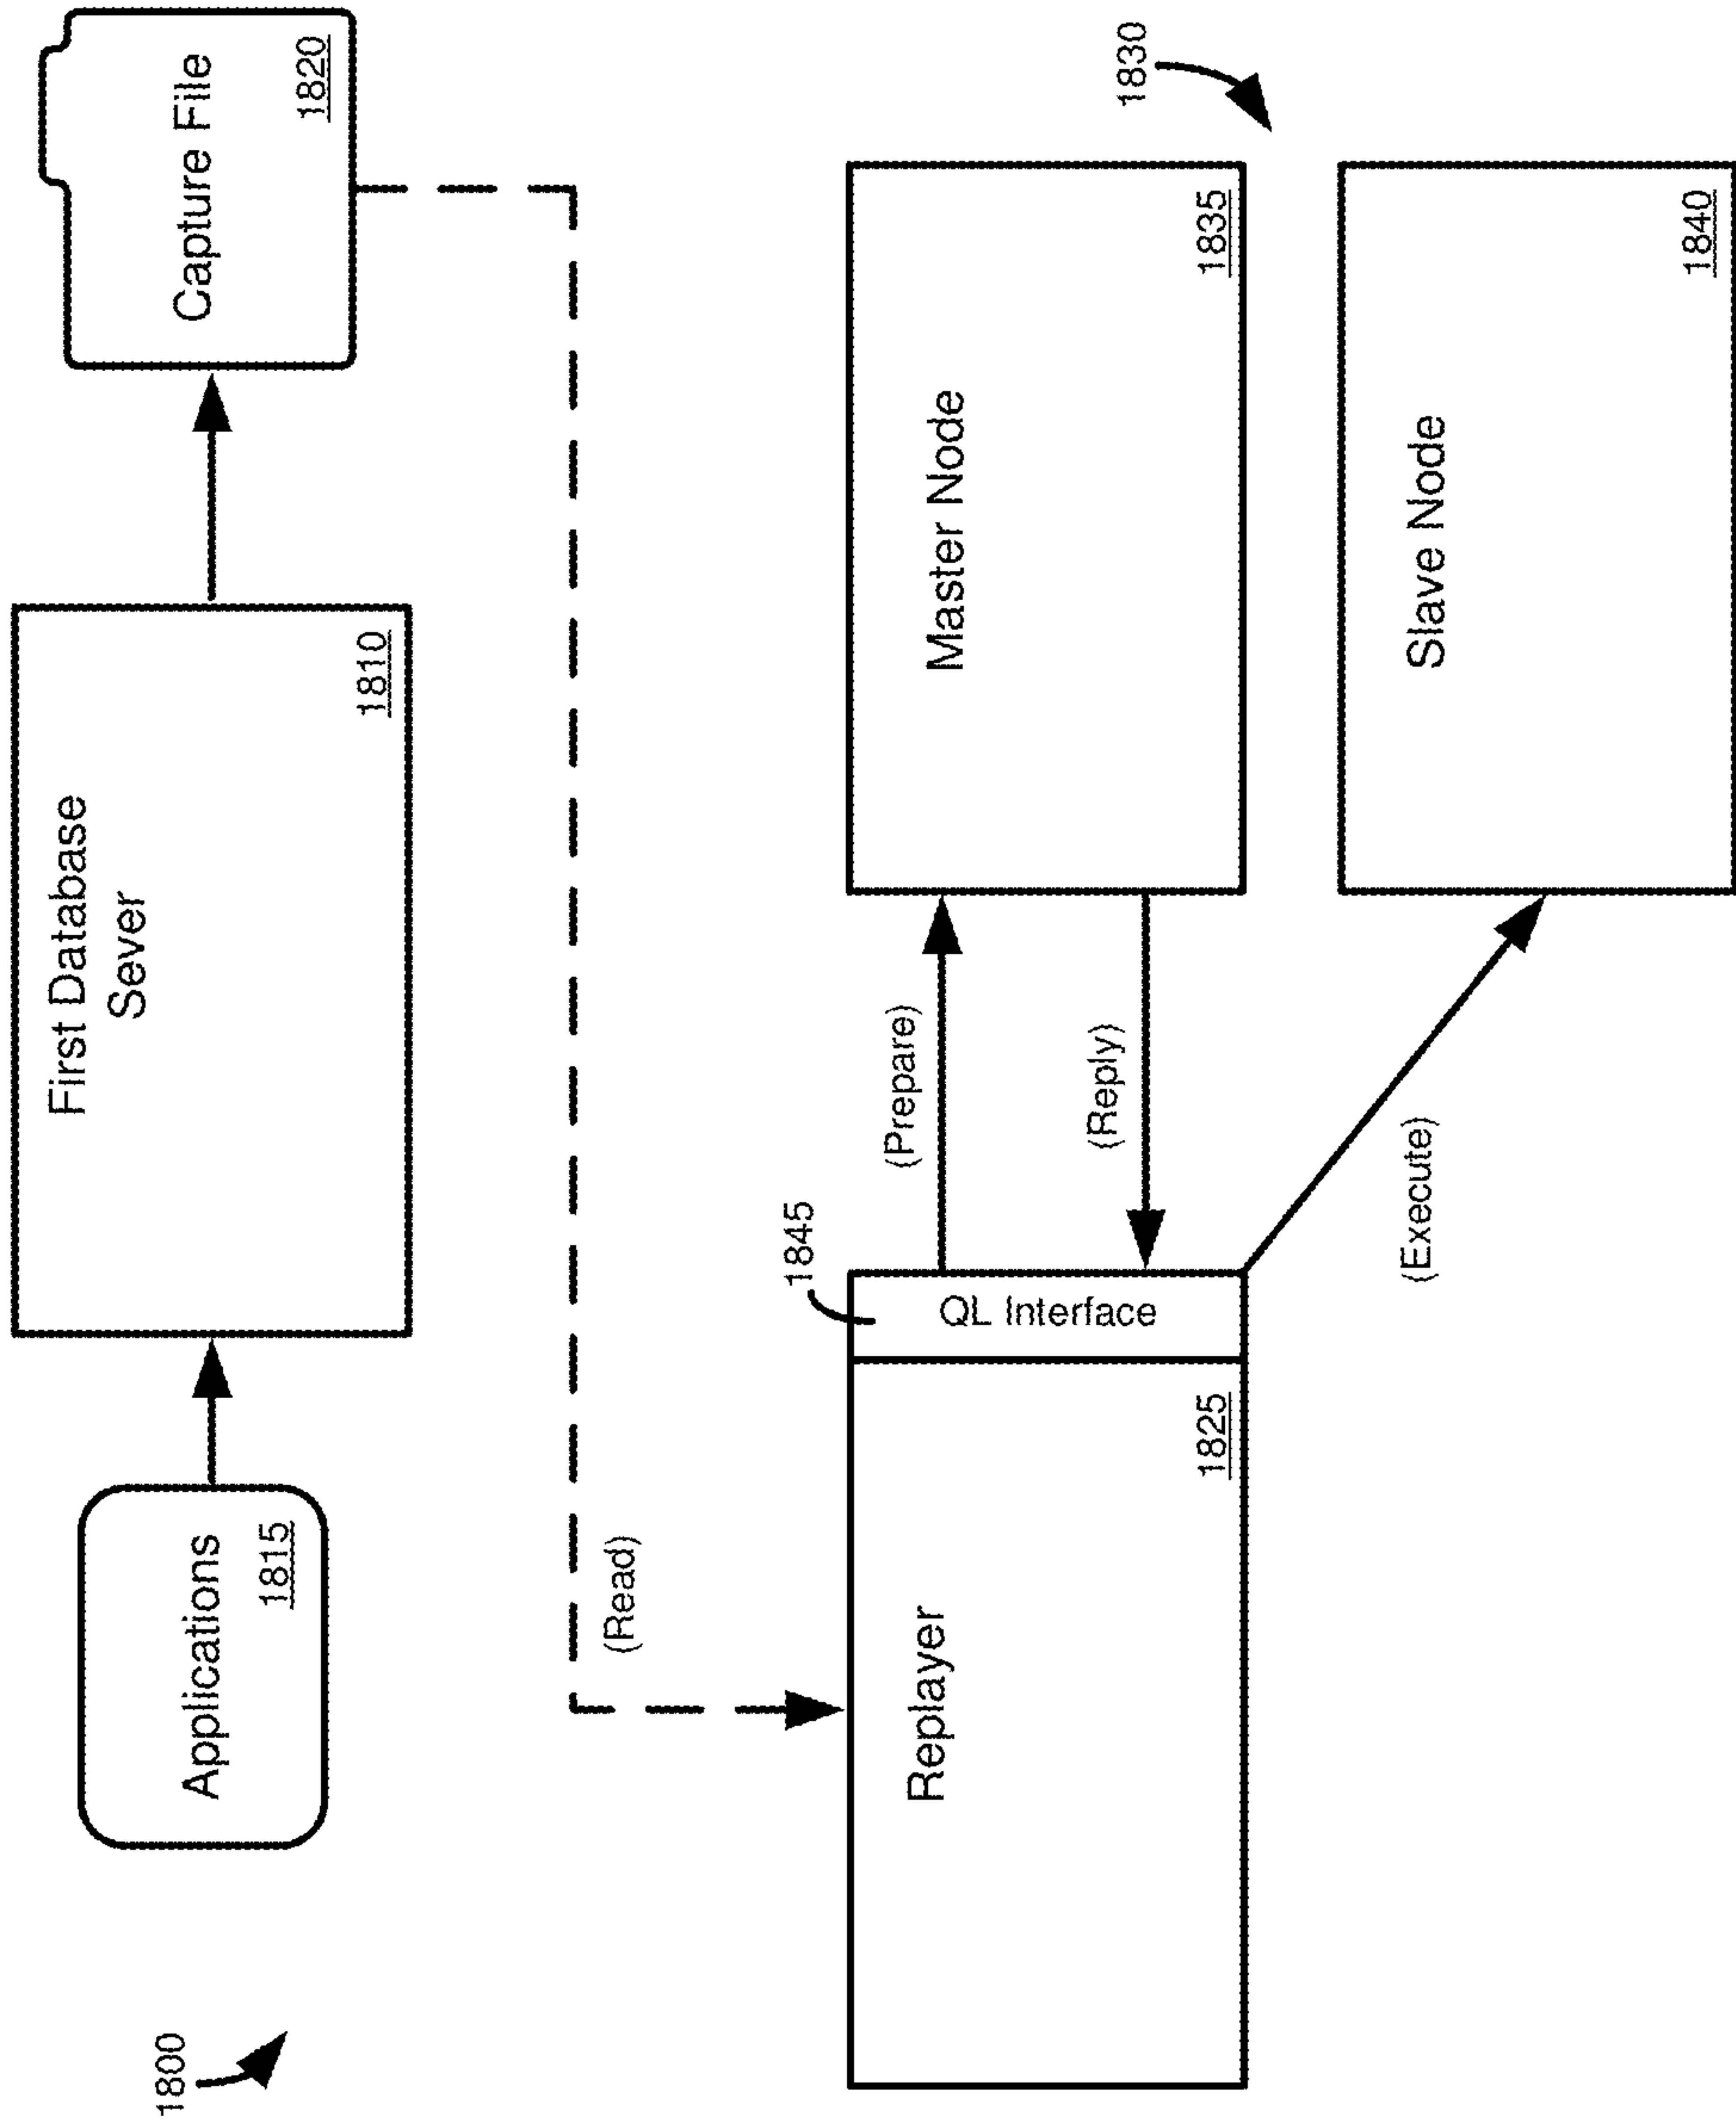 1800
Applications
1815
First Database
Sever
1810
Capture File
1820
(Read)
Replayer
1825
QL Interface
1845
(Prepare)
(Reply)
(Execute)
Master Node
1835
1830
Slave Node
1840